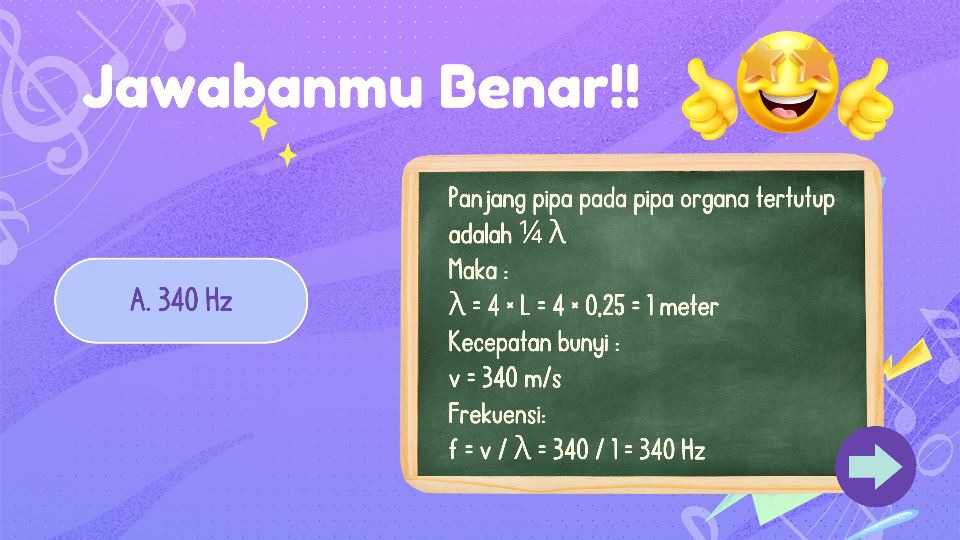 Jawabanmu Benar!!
A. 340 Hz
Panjang pipa pada pipa organa tertutup
adalah ¼ λ
Maka :
λ = 4 × L = 4 × 0,25 = 1 meter
Kecepatan bunyi :
v = 340 m/s
Frekuensi:
f = v / λ = 340 / 1 = 340 Hz